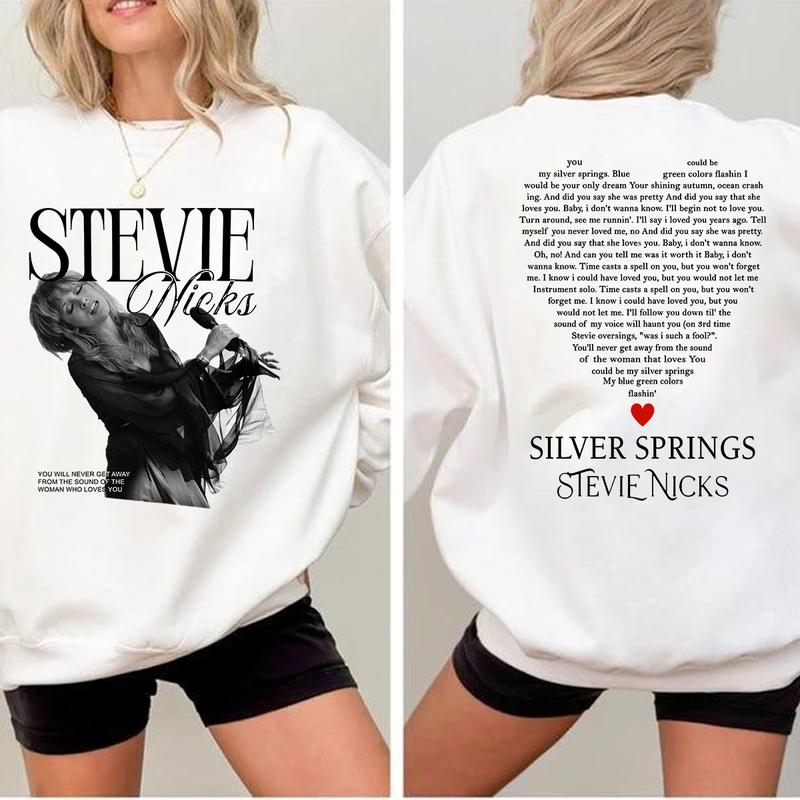 STEVIE
Nicks
YOU WILL NEVER GET AWAY
FROM THE SOUND OF THE
WOMAN WHO LOVES YOU
you could be
my silver springs. Blue green colors flashin I
would be your only dream Your shining autumn, ocean crash
ing. And did you say she was pretty And did you say that she
loves you. Baby, i don't wanna know. I'll begin not to love you.
Turn around, see me runnin'. I'll say i loved you years ago. Tell
myself you never loved me, no And did you say she was pretty.
And did you say that she loves you. Baby, i don't wanna know.
Oh, no! And can you tell me was it worth it Baby, i don't
wanna know. Time casts a spell on you, but you won't forget
me. I know i could have loved you, but you would not let me
Instrument solo. Time casts a spell on you, but you won't
forget me. I know i could have loved you, but you
would not let me. I'll follow you down til' the
sound of my voice will haunt you (on 3rd time
Stevie oversings, "was i such a fool?".
You'll never get away from the sound
of the woman that loves You
could be my silver springs
My blue green colors
flashin'
SILVER SPRINGS
STEVIE NICKS